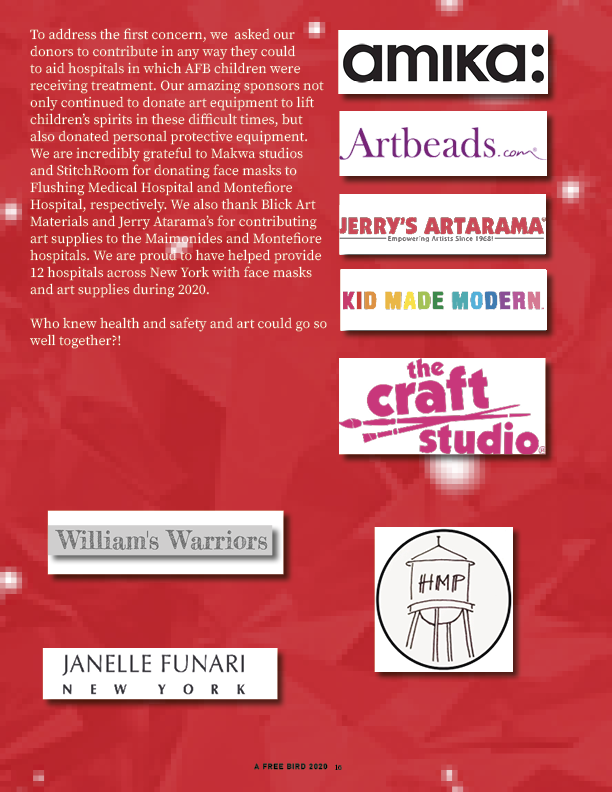 To address the first concern, we  asked our
donors to contribute in any way they could
to aid hospitals in which AFB children were
receiving treatment. Our amazing sponsors not
only continued to donate art equipment to lift
children's spirits in these difficult times, but
also donated personal protective equipment.
We are incredibly grateful to Makwa studios
and StitchRoom for donating face masks to
Flushing Medical Hospital and Montefiore
Hospital, respectively. We also thank Blick Art
Materials and Jerry Atarama's for contributing
art supplies to the Maimonides and Montefiore
hospitals. We are proud to have helped provide
12 hospitals across New York with face masks
and art supplies during 2020.
Who knew health and safety and art could go so
well together?!
amika:
Artbeads.com®
JERRY'S ARTARAMA®
Empowering Artists Since 1968!
KID MADE MODERN.
the
craft
studio®
William's Warriors
HMP
JANELLE FUNARI
NEW YORK
A FREE BIRD 2020 16